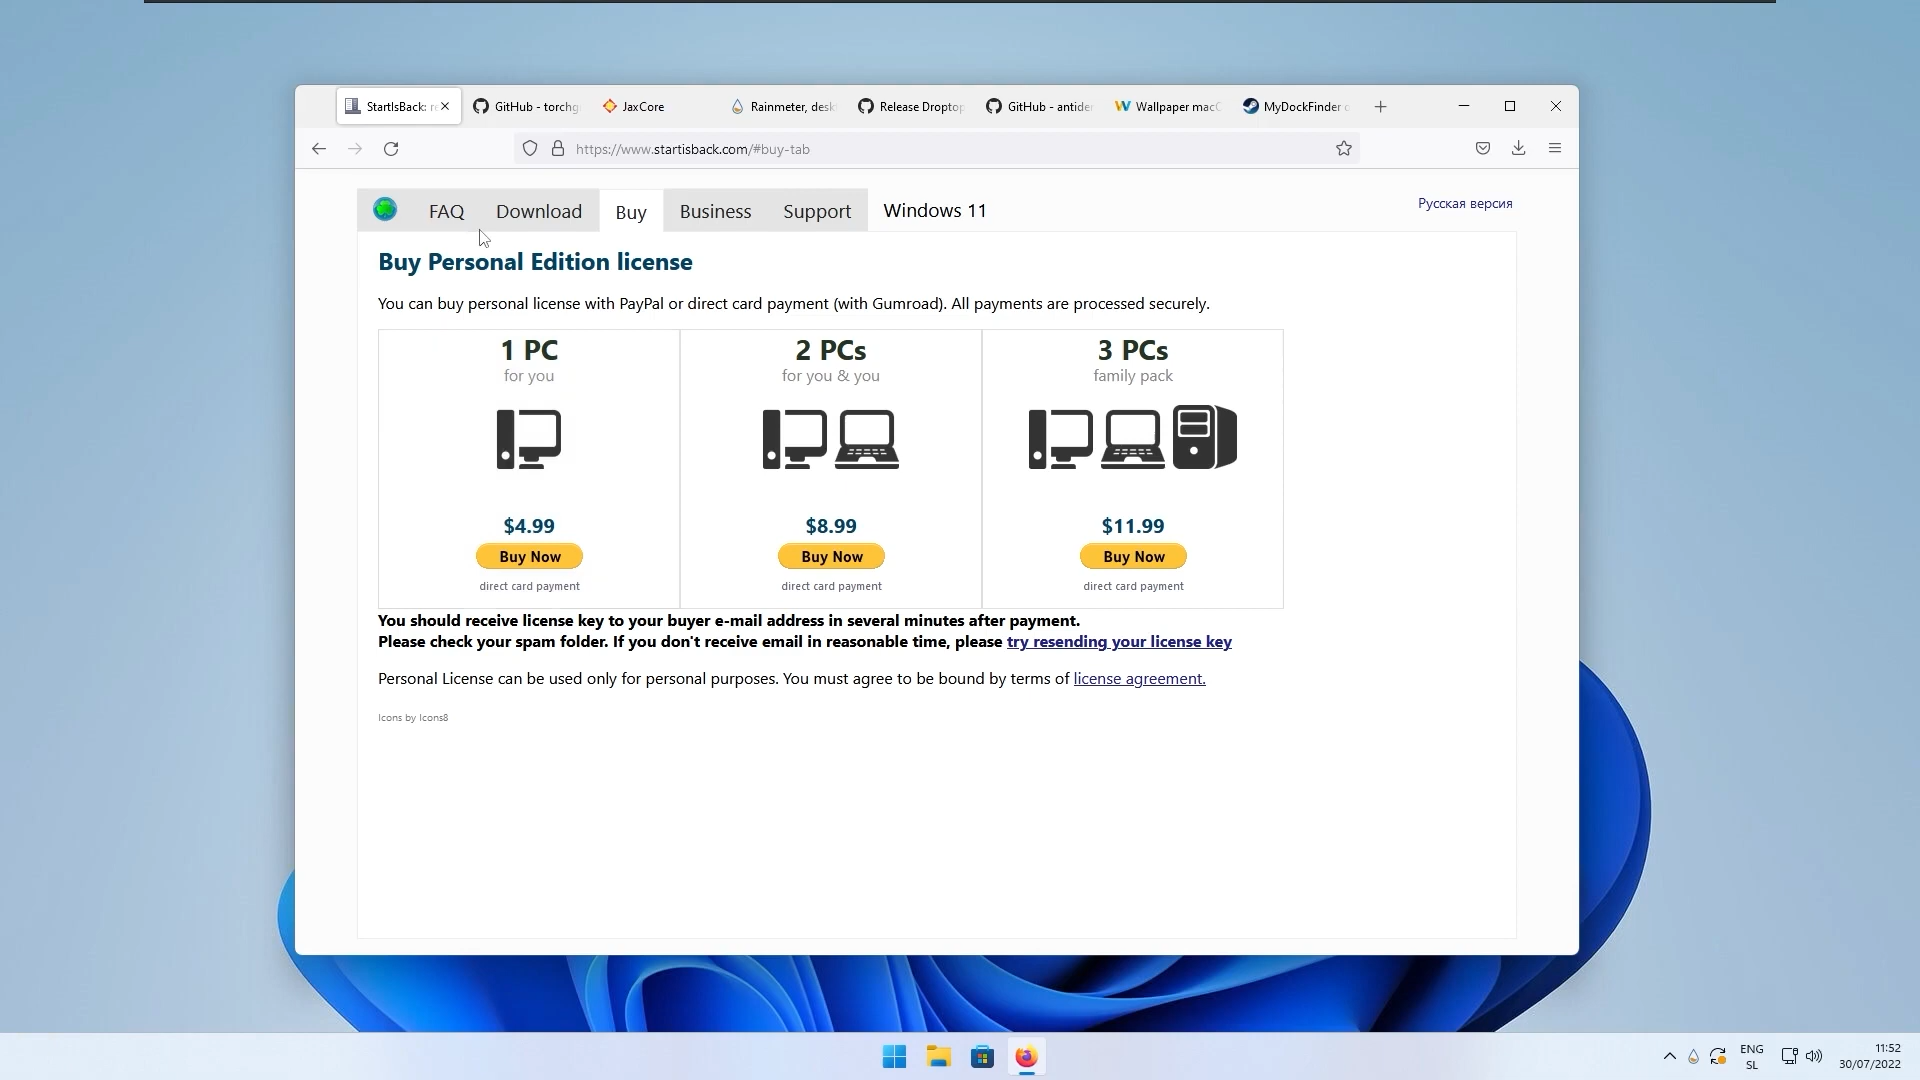 StartIsBack: re
GitHub - torchg
JaxCore
Rainmeter, desk
Release Droptop
GitHub - antider
Wallpaper macO
MyDockFinder o
https://www.startisback.com/#buy-tab
FAQ
Download
Buy
Business
Support
Windows 11
Русская версия
Buy Personal Edition license
You can buy personal license with PayPal or direct card payment (with Gumroad). All payments are processed securely.
1 PC
for you
$4.99
Buy Now
direct card payment
2 PCs
for you & you
$8.99
Buy Now
direct card payment
3 PCs
family pack
$11.99
Buy Now
direct card payment
You should receive license key to your buyer e-mail address in several minutes after payment.
Please check your spam folder. If you don't receive email in reasonable time, please try resending your license key
Personal License can be used only for personal purposes. You must agree to be bound by terms of license agreement.
Icons by Icons8
ENG
SL
11:52
30/07/2022